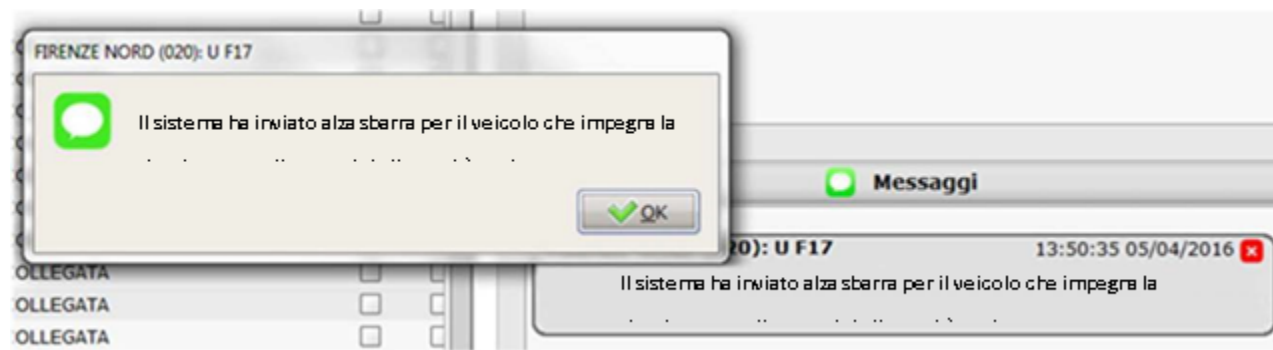 FIRENZE NORD (020): U F17
Il sistema ha inviato alza sbarra per il veicolo che impegna la
OK
Messaggi
20): U F17
13:50:35 05/04/2016
Il sistema ha inviato alza sbarra per il veicolo che impegna la
OLLEGATA
OLLEGATA
OLLEGATA